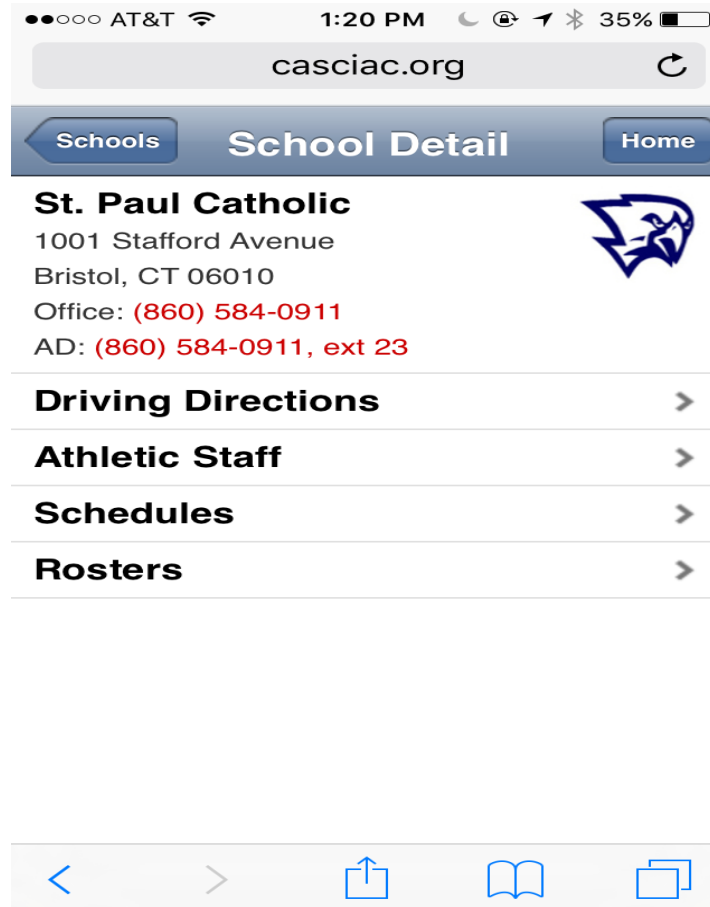 AT&T 1:20 PM 35%
casciac.org
Schools School Detail Home
St. Paul Catholic
1001 Stafford Avenue
Bristol, CT 06010
Office: (860) 584-0911
AD: (860) 584-0911, ext 23
Driving Directions
Athletic Staff
Schedules
Rosters